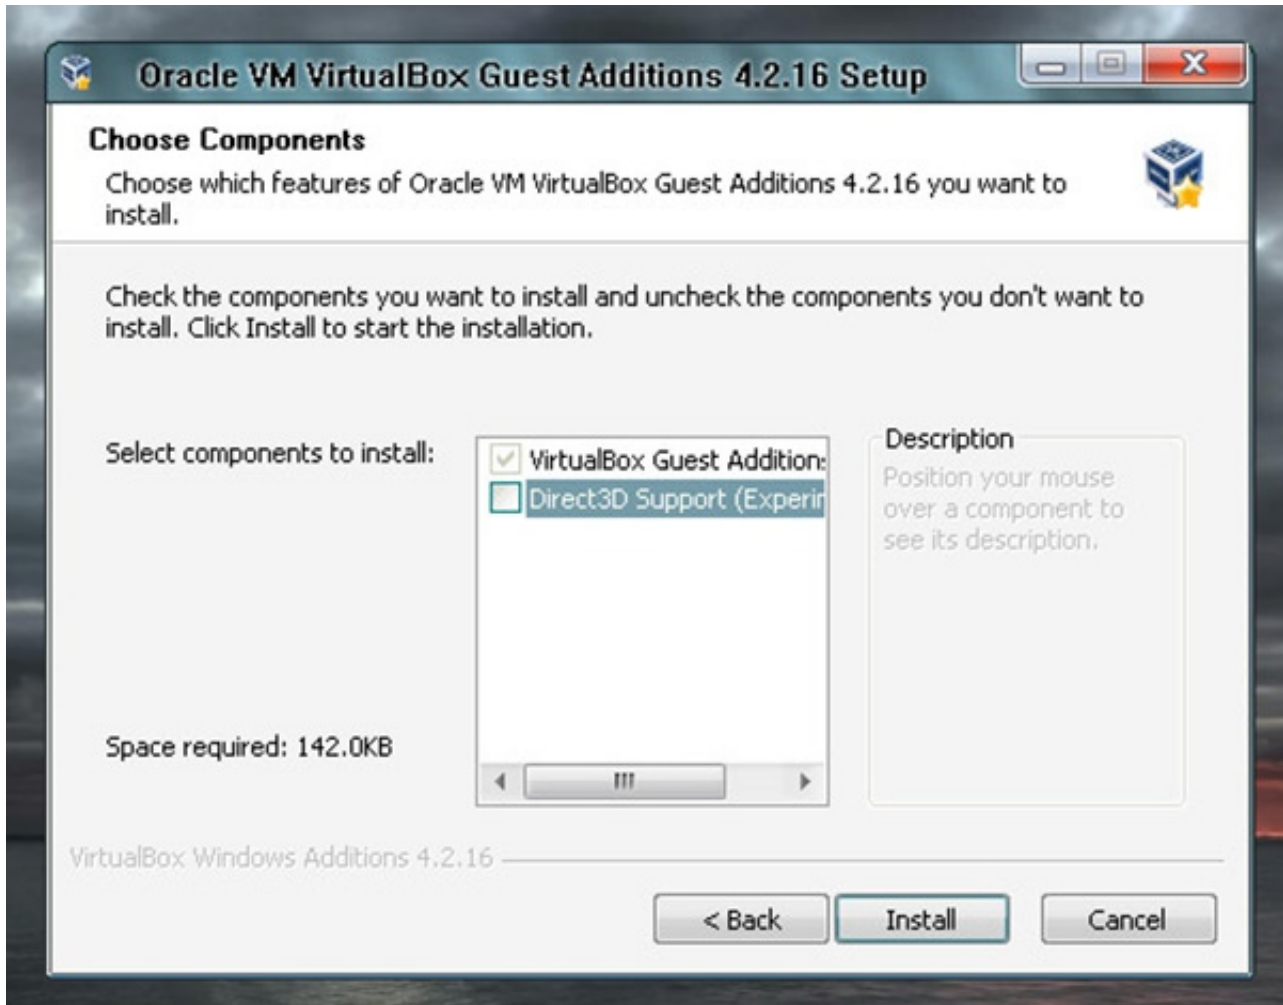 Oracle VM VirtualBox Guest Additions 4.2.16 Setup
Choose Components
Choose which features of Oracle VM VirtualBox Guest Additions 4.2.16 you want to
install.
Check the components you want to install and uncheck the components you don't want to
install. Click Install to start the installation.
Select components to install:
VirtualBox Guest Additions
Direct3D Support (Experin
Description
Position your mouse
over a component to
see its description.
Space required: 142.0KB
VirtualBox Windows Additions 4.2.16
< Back
Install
Cancel